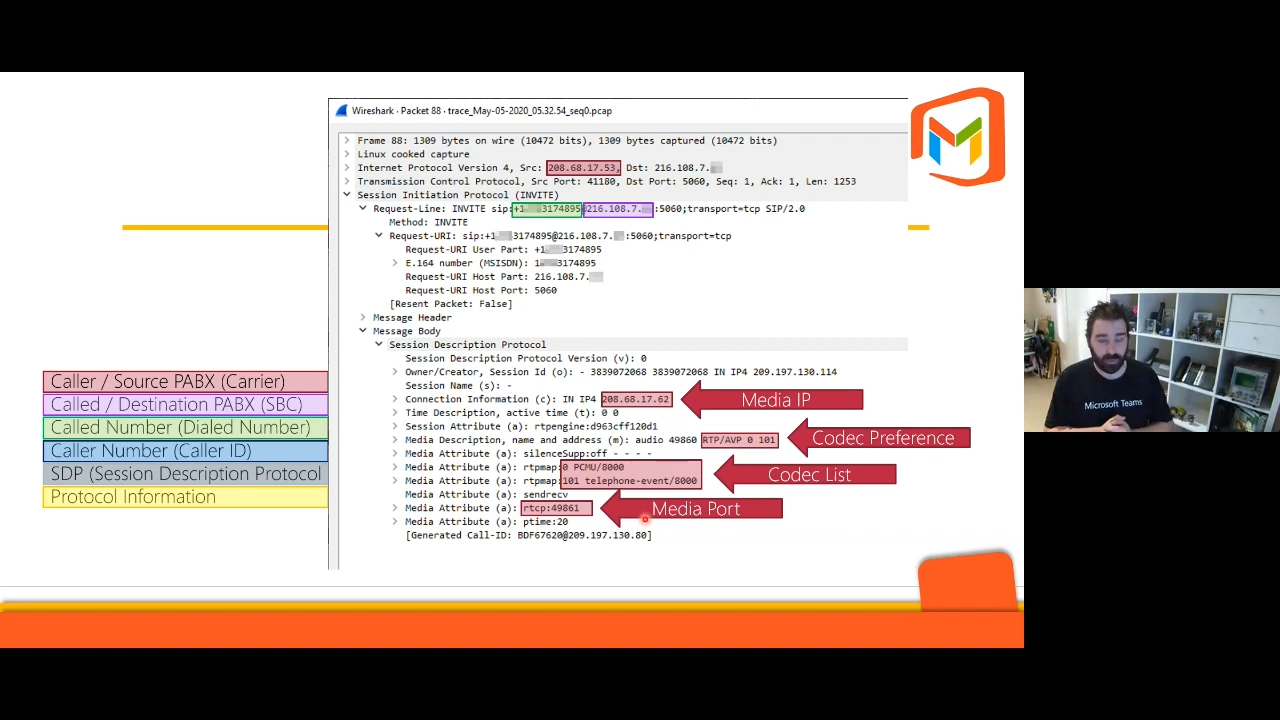 Wireshark · Packet 88 · trace_May-05-2020_05.32.54_seq0.pcap
Frame 88: 1309 bytes on wire (10472 bits), 1309 bytes captured (10472 bits)
Linux cooked capture
Internet Protocol Version 4, Src: 208.68.17.53, Dst: 216.108.7.
Transmission Control Protocol, Src Port: 41180, Dst Port: 5060, Seq: 1, Ack: 1, Len: 1253
Session Initiation Protocol (INVITE)
Request-Line: INVITE sip:+1 3174895@216.108.7. :5060;transport=tcp SIP/2.0
Method: INVITE
Request-URI: sip:+1 3174895@216.108.7. :5060;transport=tcp
Request-URI User Part: +1 3174895
E.164 number (MSISDN): 1 3174895
Request-URI Host Part: 216.108.7.
Request-URI Host Port: 5060
[Resent Packet: False]
Message Header
Message Body
Session Description Protocol
Session Description Protocol Version (v): 0
Owner/Creator, Session Id (o): - 3839072068 3839072068 IN IP4 209.197.130.114
Session Name (s): -
Connection Information (c): IN IP4 208.68.17.62
Media IP
Time Description, active time (t): 0 0
Session Attribute (a): rtpengine:d963cff120d1
Media Description, name and address (m): audio 49860 RTP/AVP 0 101
Codec Preference
Media Attribute (a): silenceSupp:off - - - -
Media Attribute (a): rtpmap:0 PCMU/8000
Media Attribute (a): rtpmap:101 telephone-event/8000
Codec List
Media Attribute (a): sendrecv
Media Attribute (a): rtcp:49861
Media Port
Media Attribute (a): ptime:20
[Generated Call-ID: BDF67620@209.197.130.80]
Caller / Source PABX (Carrier)
Called / Destination PABX (SBC)
Called Number (Dialed Number)
Caller Number (Caller ID)
SDP (Session Description Protocol
Protocol Information
Microsoft Teams